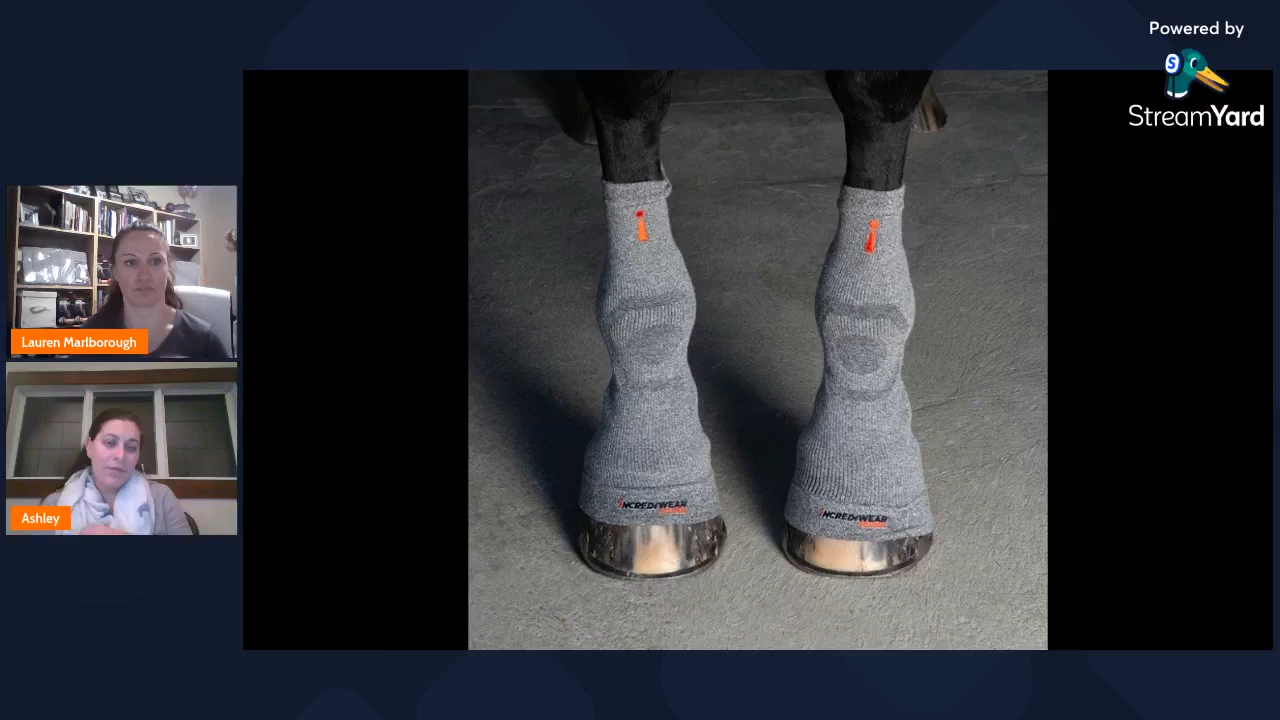 Powered by
S
StreamYard
Lauren Marlborough
Ashley
INCREDIWEAR
INCREDIWEAR